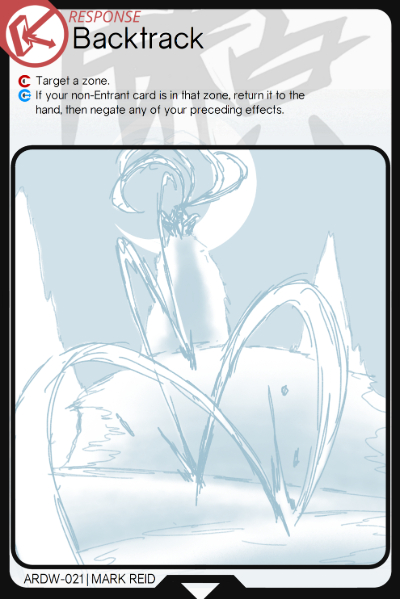 RESPONSE
Backtrack
C Target a zone.
C If your non-Entrant card is in that zone, return it to the
hand, then negate any of your preceding effects.
ARDW-021 | MARK REID